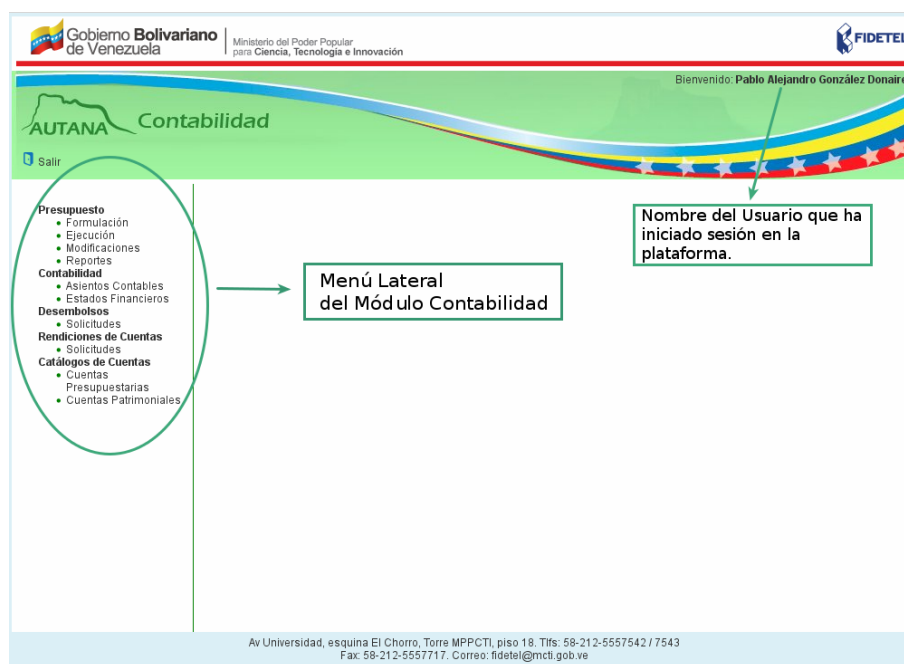 Gobierno Bolivariano
de Venezuela
Ministerio del Poder Popular
para Ciencia, Tecnología e Innovación
FIDETEL
Bienvenido: Pablo Alejandro González Donaire
AUTANA
Contabilidad
Salir
Presupuesto
Formulación
Ejecución
Modificaciones
Reportes
Contabilidad
Asientos Contables
Estados Financieros
Desembolsos
Solicitudes
Rendiciones de Cuentas
Solicitudes
Catálogos de Cuentas
Cuentas
Presupuestarias
Cuentas Patrimoniales
Menú Lateral
del Módulo Contabilidad
Nombre del Usuario que ha
iniciado sesión en la
plataforma.
Av Universidad, esquina El Chorro, Torre MPPCTI, piso 18. Tlfs: 58-212-5557542 / 7543
Fax: 58-212-5557717. Correo: fidetel@mcti.gob.ve